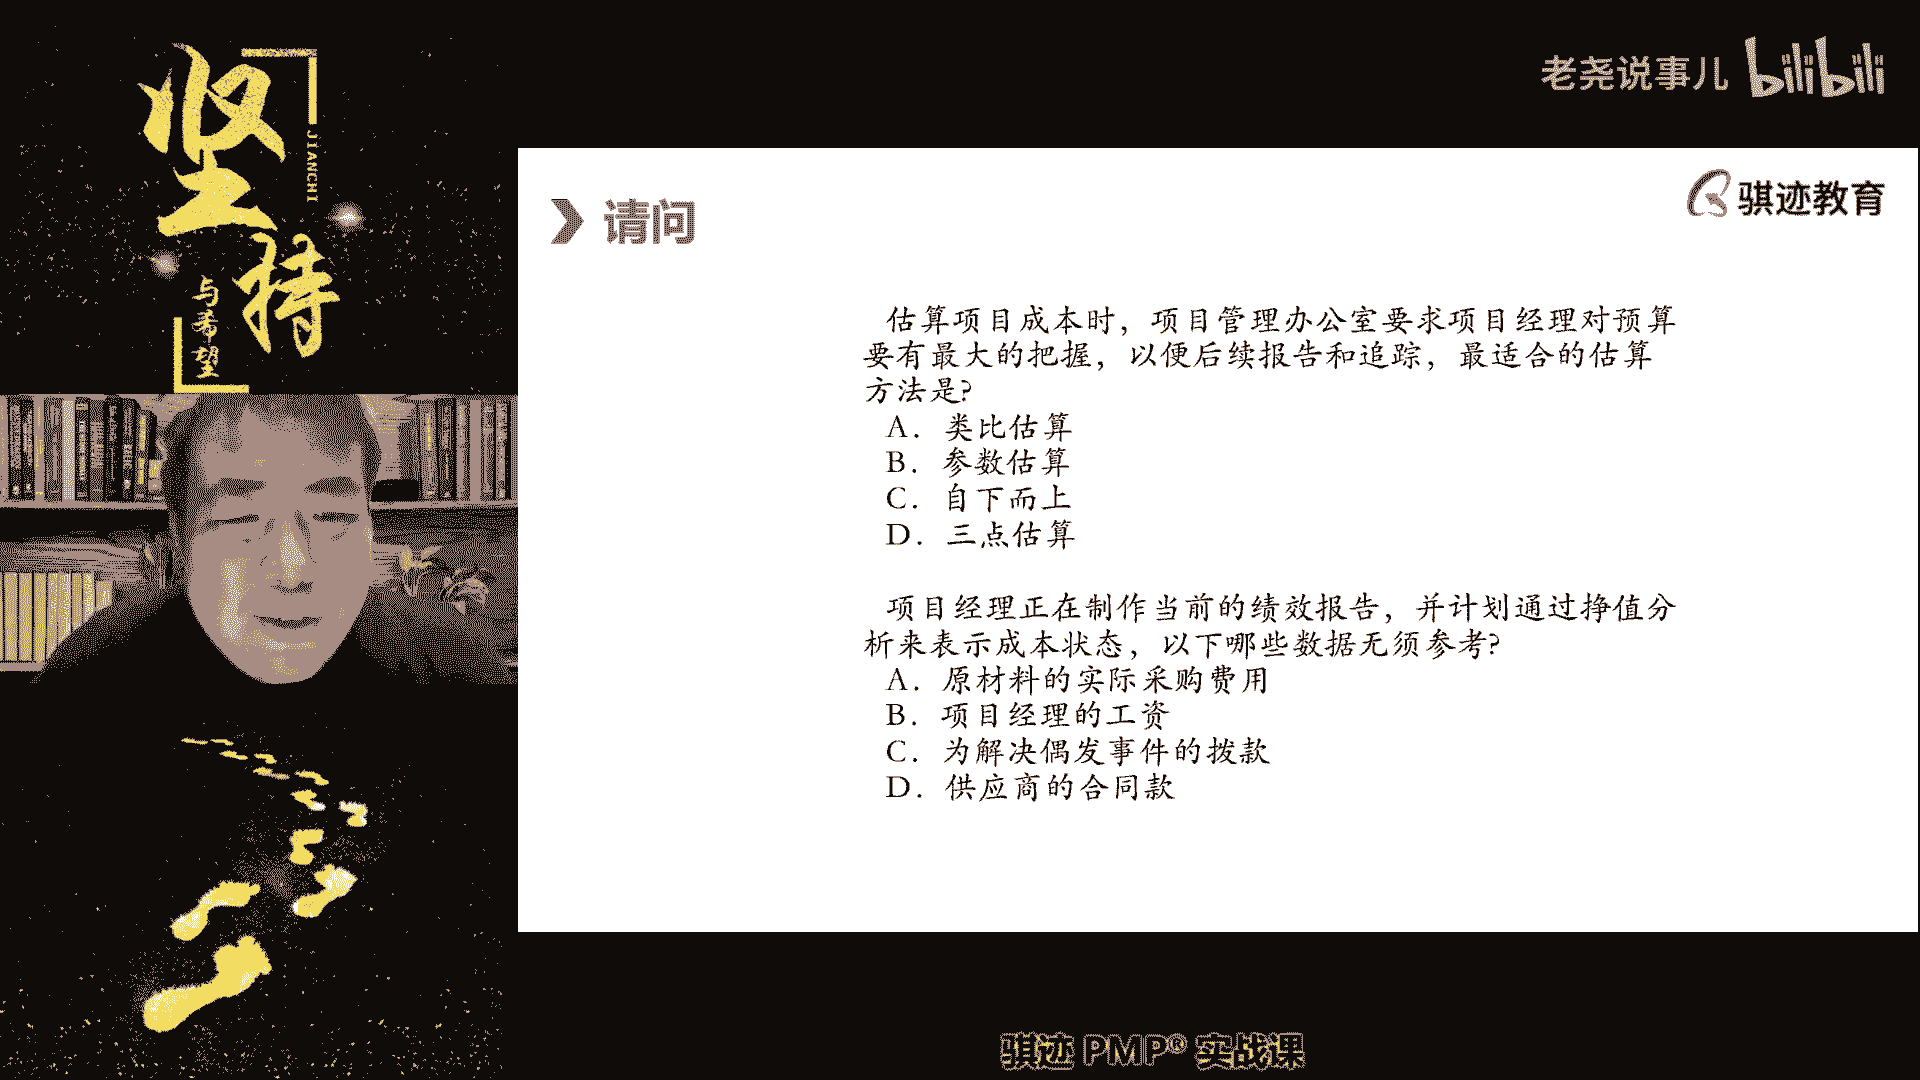 坚持
JIANCHI
与希望
老尧说事儿 bilibili
骐迹教育
请问
估算项目成本时，项目管理办公室要求项目经理对预算
要有最大的把握，以便后续报告和追踪，最适合的估算
方法是?
A. 类比估算
B. 参数估算
C. 自下而上
D. 三点估算
项目经理正在制作当前的绩效报告，并计划通过挣值分
析来表示成本状态，以下哪些数据无须参考?
A. 原材料的实际采购费用
B. 项目经理的工资
C. 为解决偶发事件的拨款
D. 供应商的合同款
骐迹 PMP® 实战课